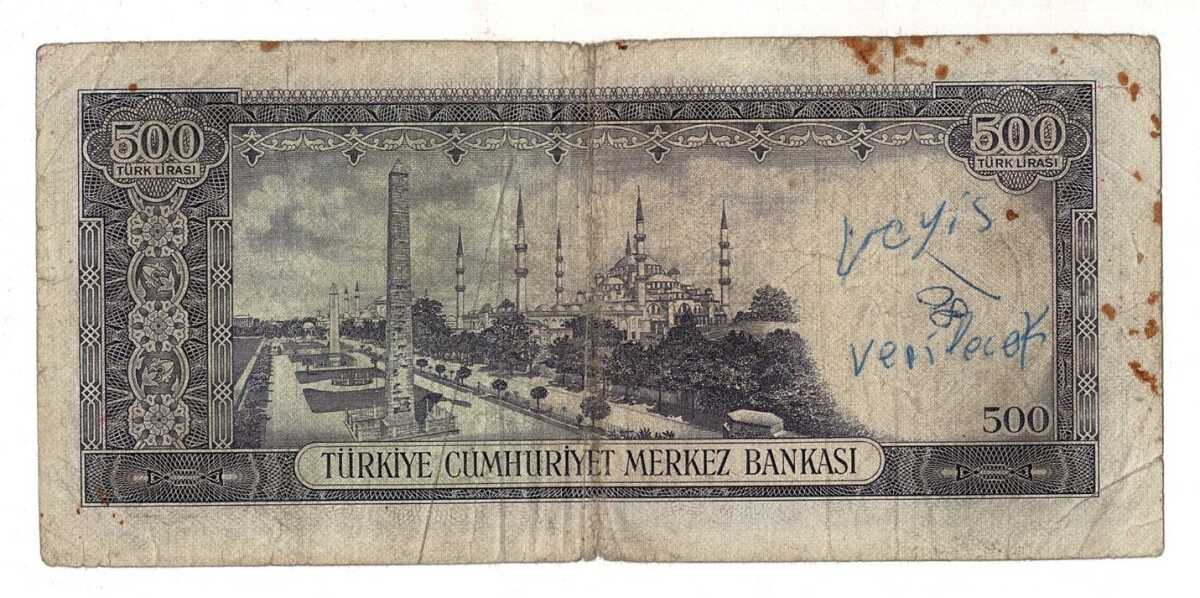 500
TÜRK LİRASI
500
TÜRK LİRASI
veyis
verilecek
500
TÜRKİYE CUMHURİYET MERKEZ BANKASI